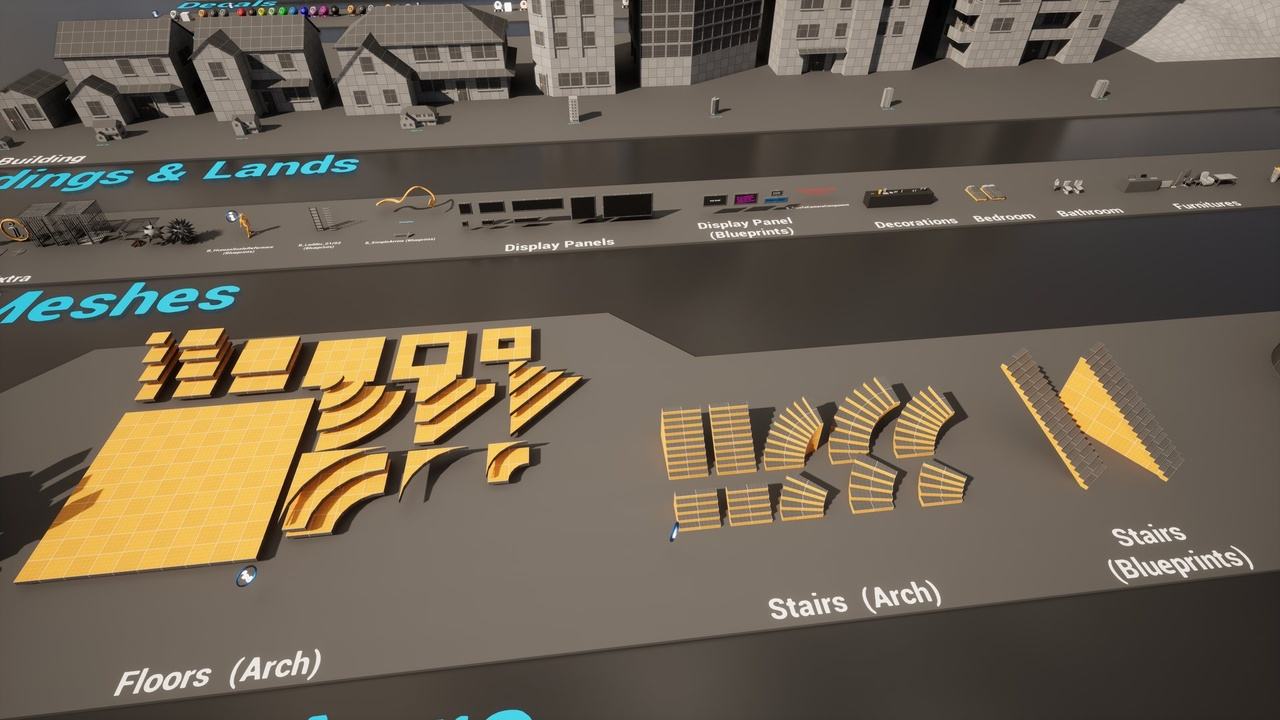 Decals
Building
dings & Lands
Display Panels
Display Panel
(Blueprints)
Decorations
Bedroom
Bathroom
Furnitures
xtra
Meshes
Stairs
(Blueprints)
Stairs (Arch)
Floors (Arch)